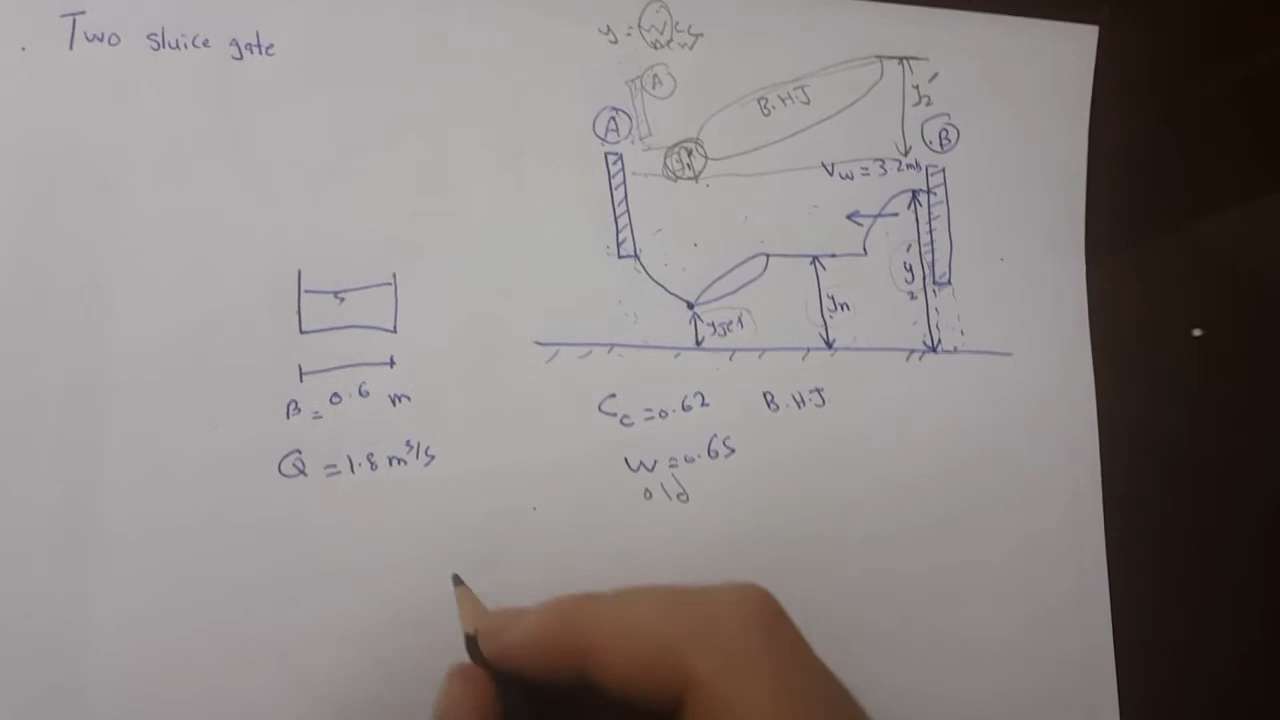 Two sluice gate
A
B.H.J
y2'
A
B
Vw = 3.2 m/s
y2
yn
yJet
B = 0.6 m
Cc = 0.62 B.H.J
Q = 1.8 m³/s
W = 0.65
old